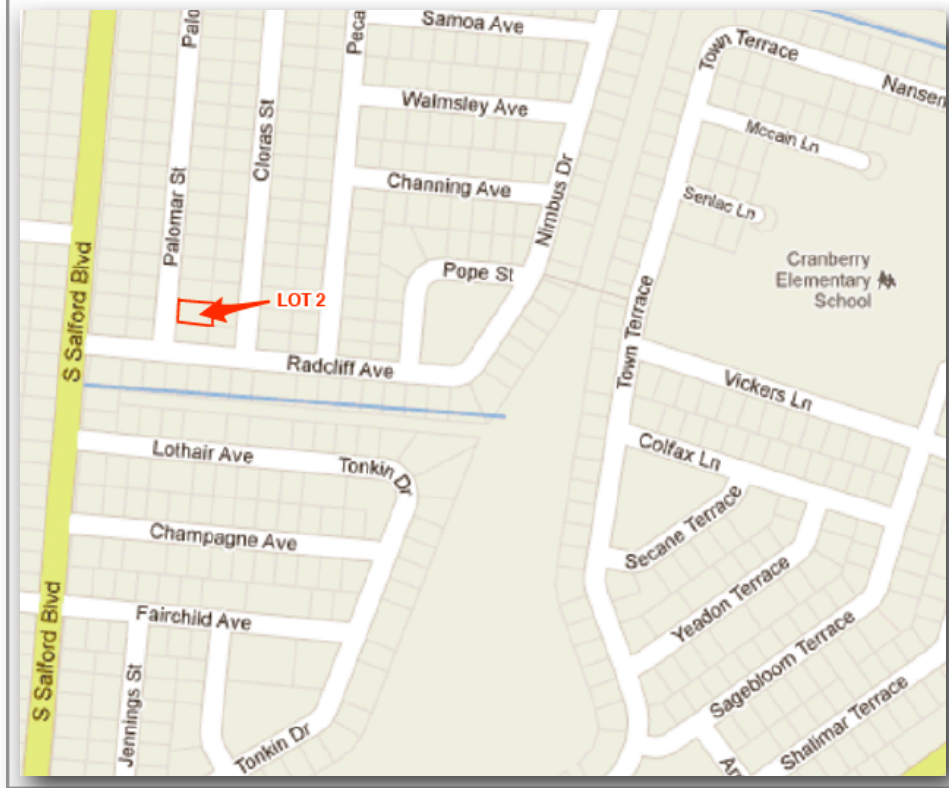 Samoa Ave
Town Terrace
Palo
Peca
Nansen
Walmsley Ave
Mccain Ln
Cloras St
Channing Ave
Senlac Ln
Nimbus Dr
Palomar St
Cranberry
Elementary
School
Pope St
S Salford Blvd
LOT 2
Town Terrace
Radcliff Ave
Vickers Ln
Colfax Ln
Lothair Ave
Tonkin Dr
Secane Terrace
Champagne Ave
Yeadon Terrace
Fairchild Ave
S Salford Blvd
Sagebloom Terrace
Jennings St
Shalimar Terrace
Tonkin Dr
An